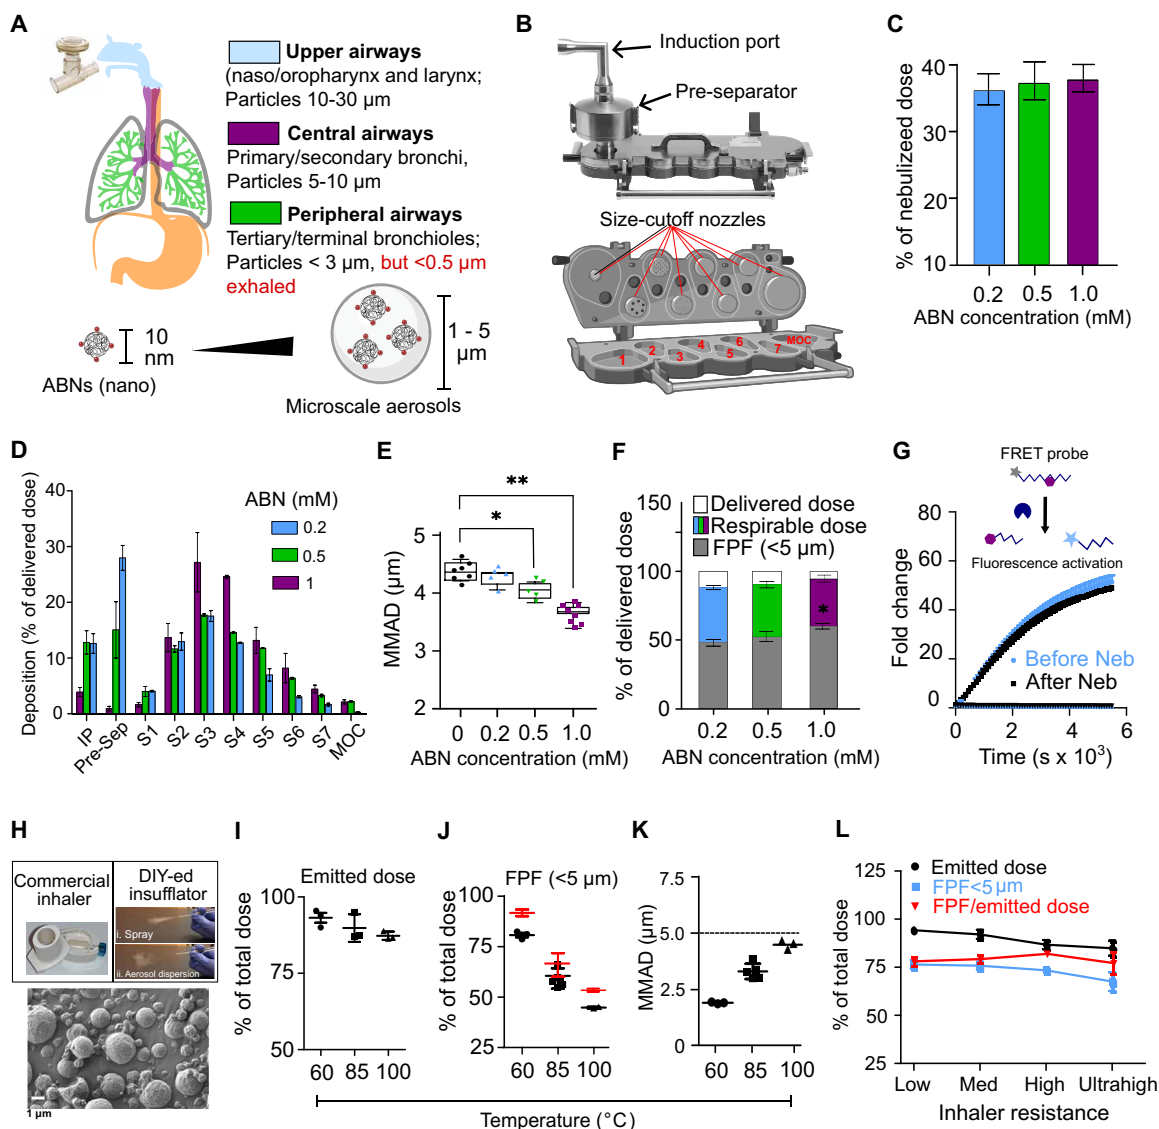 A
Upper airways
(naso/oropharynx and larynx;
Particles 10-30 μm
Central airways
Primary/secondary bronchi,
Particles 5-10 μm
Peripheral airways
Tertiary/terminal bronchioles;
Particles < 3 μm, but <0.5 μm
exhaled
10
nm
ABNs (nano)
1 - 5
μm
Microscale aerosols
B
Induction port
Pre-separator
Size-cutoff nozzles
1
2
3
4
5
6
7
MOC
C
% of nebulized dose
40
30
20
10
0.2
0.5
1.0
ABN concentration (mM)
D
Deposition (% of delivered dose)
40
30
20
10
0
ABN (mM)
0.2
0.5
1
IP
Pre-Sep
S1
S2
S3
S4
S5
S6
S7
MOC
E
MMAD (μm)
5
4
3
2
**
*
0
0.2
0.5
1.0
ABN concentration (mM)
F
% of delivered dose
150
100
50
0
Delivered dose
Respirable dose
FPF (<5 μm)
*
0.2
0.5
1.0
ABN concentration (mM)
G
FRET probe
Fluorescence activation
Fold change
80
60
40
20
0
Before Neb
After Neb
0
2
4
6
Time (s x 10³)
H
Commercial
inhaler
DIY-ed
insufflator
i. Spray
ii. Aerosol dispersion
1 μm
I
Emitted dose
% of total dose
100
75
50
60
85
100
J
FPF (<5 μm)
% of total dose
100
75
50
25
60
85
100
K
MMAD (μm)
7.5
5.0
2.5
0
60
85
100
Temperature (°C)
L
% of total dose
125
100
75
50
25
Emitted dose
FPF<5μm
FPF/emitted dose
Low
Med
High
Ultrahigh
Inhaler resistance